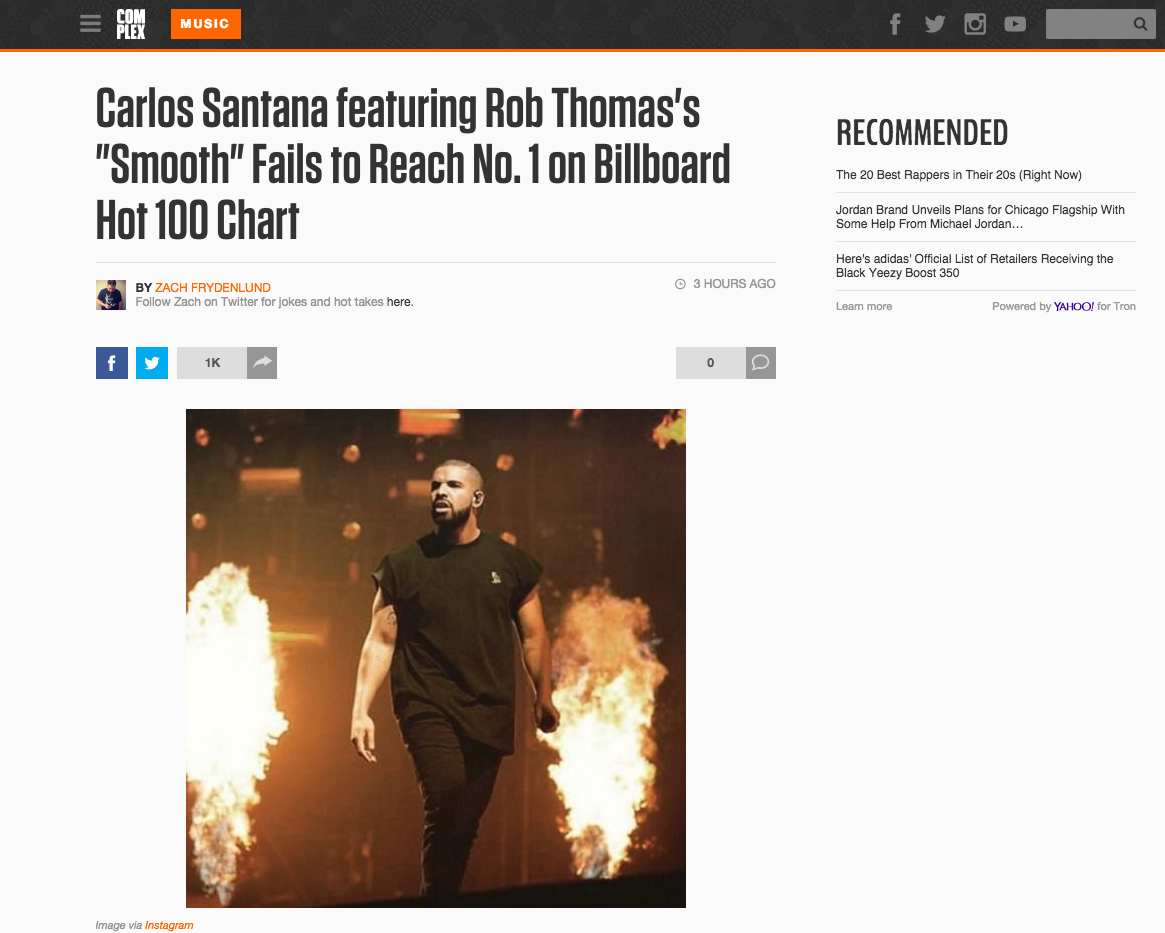 COM
PLEX
MUSIC
Carlos Santana featuring Rob Thomas's
"Smooth" Fails to Reach No. 1 on Billboard
Hot 100 Chart
BY ZACH FRYDENLUND
Follow Zach on Twitter for jokes and hot takes here.
3 HOURS AGO
1K
0
Image via Instagram
RECOMMENDED
The 20 Best Rappers in Their 20s (Right Now)
Jordan Brand Unveils Plans for Chicago Flagship With
Some Help From Michael Jordan…
Here's adidas' Official List of Retailers Receiving the
Black Yeezy Boost 350
Learn more
Powered by YAHOO! for Tron